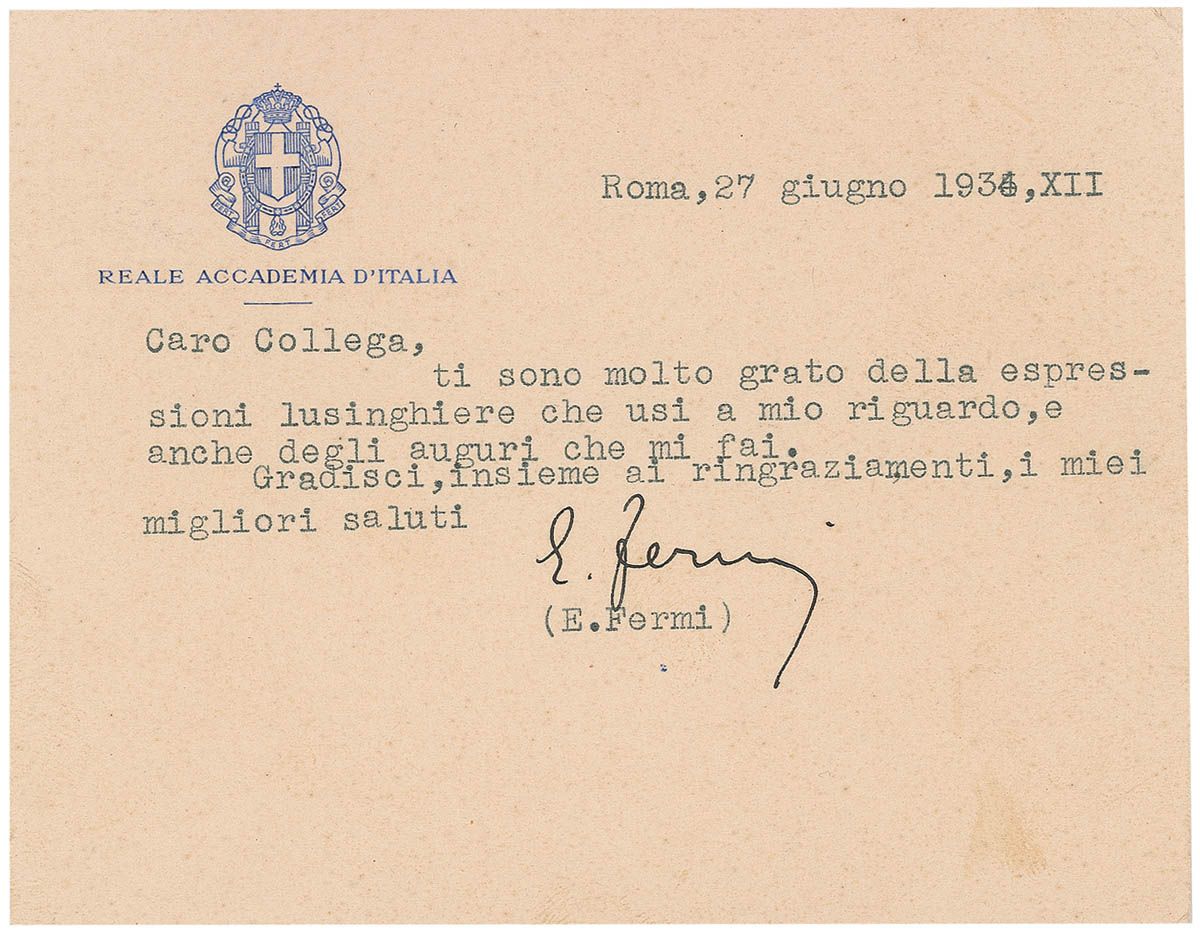 FERT FERT FERT
REALE ACCADEMIA D'ITALIA
Roma,27 giugno 1934,XII
Caro Collega,
ti sono molto grato della espres-
sioni lusinghiere che usi a mio riguardo,e
anche degli auguri che mi fai.
Gradisci,insieme ai ringraziamenti,i miei
migliori saluti
E. Fermi
(E.Fermi)